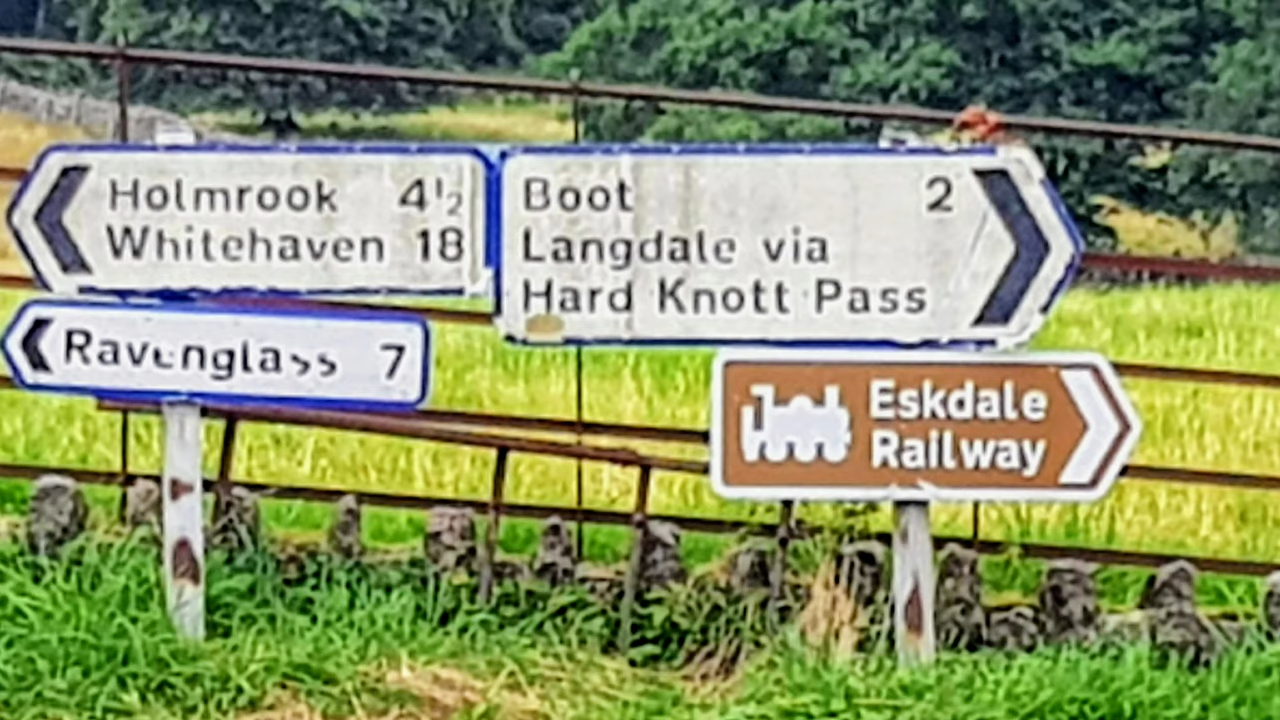 Holmrook 4½
Whitehaven 18
Boot 2
Langdale via
Hard Knott Pass
Ravenglass 7
Eskdale
Railway